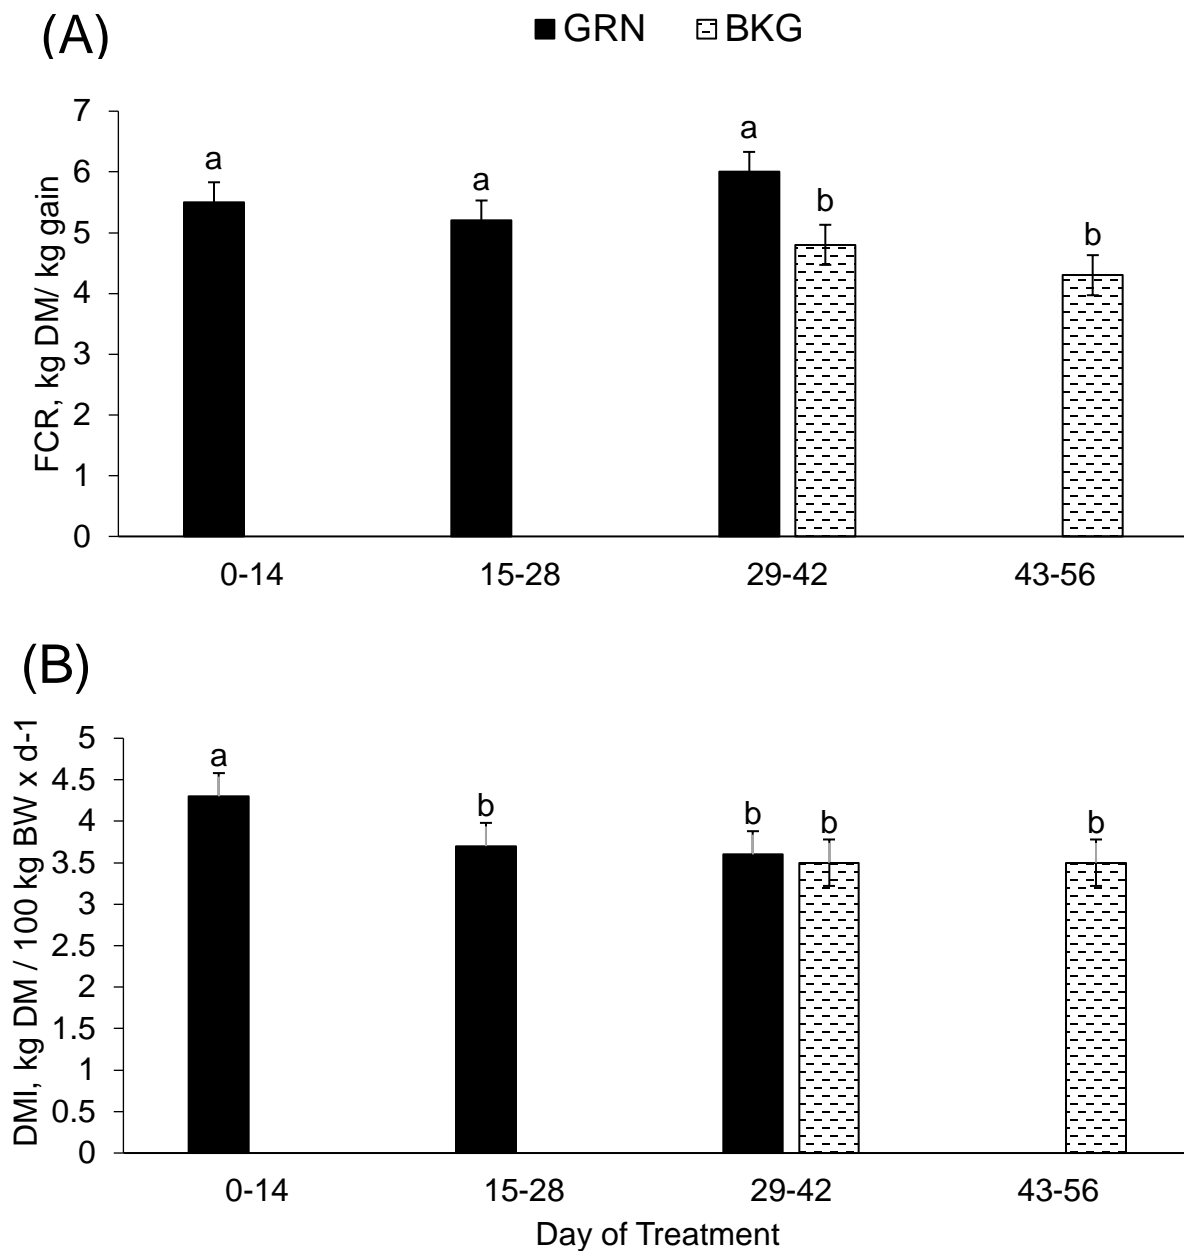 (A)
GRN BKG
FCR, kg DM/ kg gain
7
6
5
4
3
2
1
0
a
a
a
b
b
0-14 15-28 29-42 43-56
(B)
DMI, kg DM / 100 kg BW x d-1
5
4.5
4
3.5
3
2.5
2
1.5
1
0.5
0
a
b
b
b
b
0-14 15-28 29-42 43-56
Day of Treatment